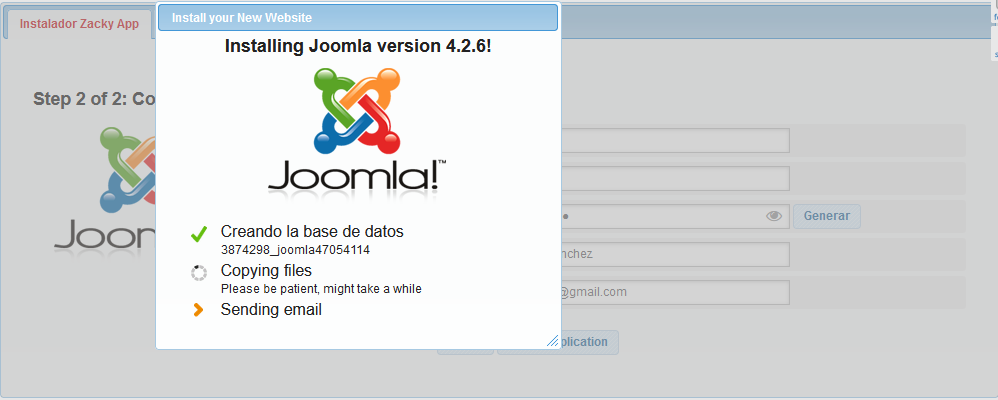 Instalador Zacky App
Install your New Website
Installing Joomla version 4.2.6!
Step 2 of 2: Co
Joomla!™
Joom
Creando la base de datos
3874298_joomla47054114
Copying files
Please be patient, might take a while
Sending email
Generar
nchez
@gmail.com
plication